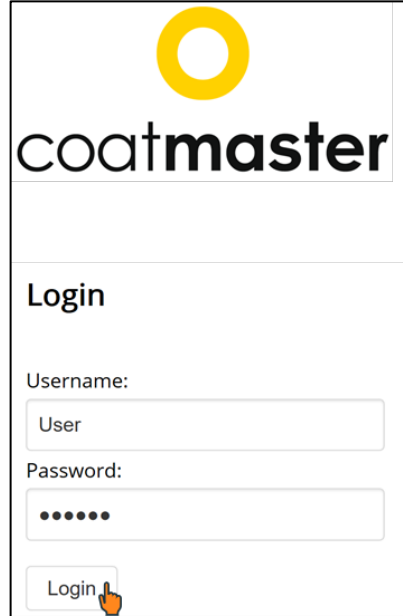 coatmaster
Login
Username:
User
Password:
••••••
Login